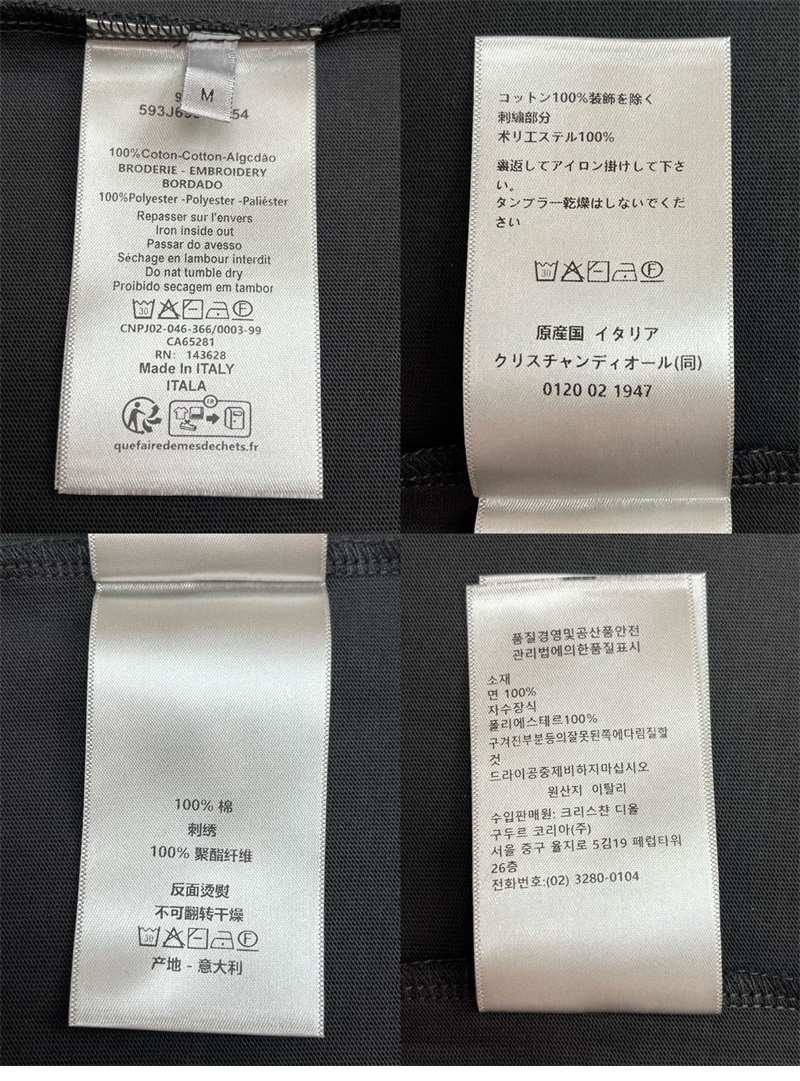 M
593J6 54
100%Coton-Cotton-Algcdão
BRODERIE - EMBROIDERY
BORDADO
100%Polyester -Polyester -Paliéster
Repasser sur l'envers
Iron inside out
Passar do avesso
Séchage en lambour interdit
Do nat tumble dry
Proibido secagem em tambor
30 F
CNPJ02-046-366/0003-99
CA65281
RN: 143628
Made In ITALY
ITALA
FR
quefairedemesdechets.fr
コットン100%装飾を除く
刺繍部分
ポリエステル100%
裏返してアイロン掛けして下さ
い。
タンブラー乾燥はしないでくだ
さい
30 F
原産国 イタリア
クリスチャンディオール(同)
0120 02 1947
100% 棉
刺绣
100% 聚酯纤维
反面烫熨
不可翻转干燥
30 F
产地 - 意大利
품질경영및공산품안전
관리법에의한품질표시
소재
면 100%
자수장식
폴리에스테르100%
구겨진부분등의잘못된쪽에다림질할
것
드라이공중제비하지마십시오
원산지 이탈리
수입판매원: 크리스챤 디올
구두르 코리아(주)
서울 중구 율지로 5김19 페럼타워
26층
전화번호:(02) 3280-0104